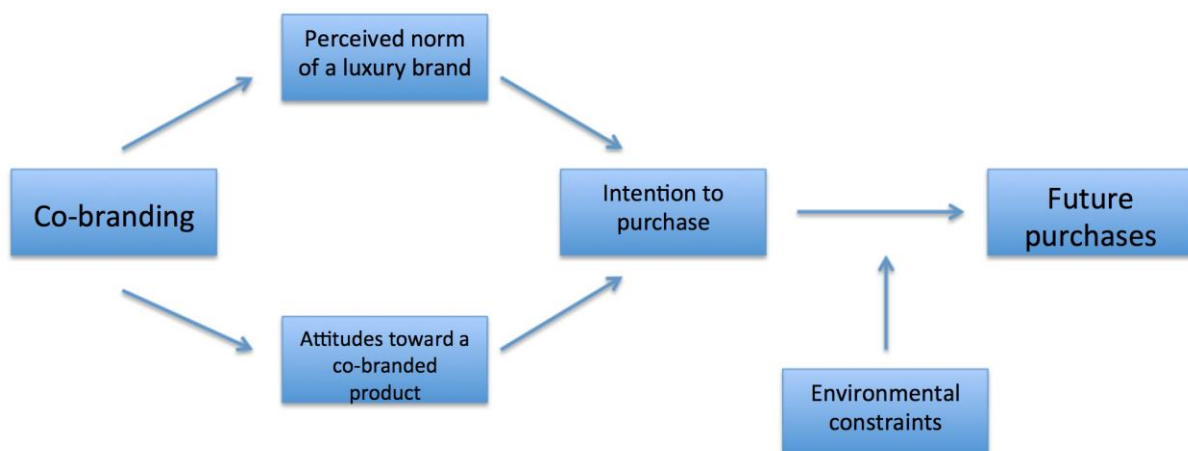 Perceived norm
of a luxury brand
Co-branding
Intention to
purchase
Future
purchases
Attitudes toward a
co-branded
product
Environmental
constraints